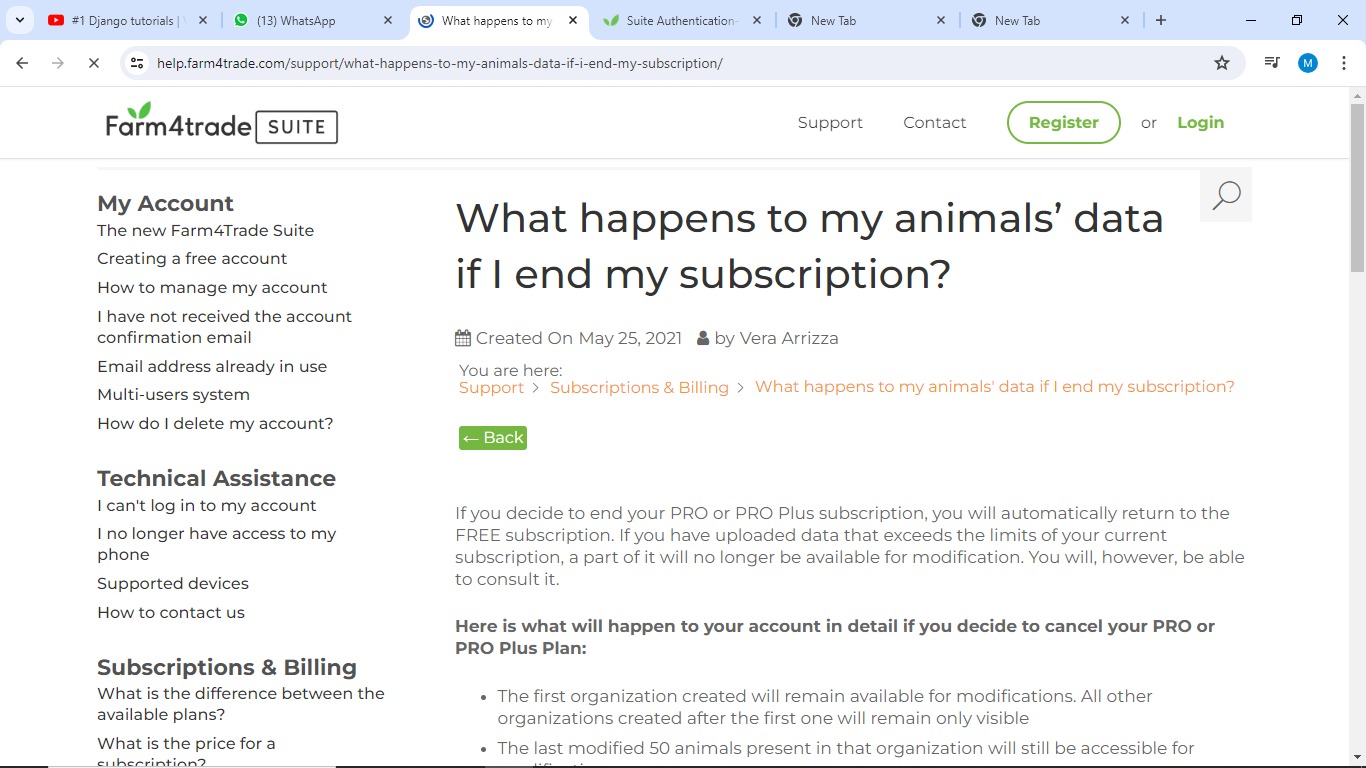 #1 Django tutorials |
(13) WhatsApp
What happens to my
Suite Authentication
New Tab
New Tab
help.farm4trade.com/support/what-happens-to-my-animals-data-if-i-end-my-subscription/
M
Farm4trade SUITE
Support
Contact
Register
or
Login
My Account
The new Farm4Trade Suite
Creating a free account
How to manage my account
I have not received the account
confirmation email
Email address already in use
Multi-users system
How do I delete my account?
Technical Assistance
I can't log in to my account
I no longer have access to my
phone
Supported devices
How to contact us
Subscriptions & Billing
What is the difference between the
available plans?
What is the price for a
subscription?
What happens to my animals’ data
if I end my subscription?
Created On May 25, 2021 by Vera Arrizza
You are here:
Support > Subscriptions & Billing > What happens to my animals' data if I end my subscription?
← Back
If you decide to end your PRO or PRO Plus subscription, you will automatically return to the
FREE subscription. If you have uploaded data that exceeds the limits of your current
subscription, a part of it will no longer be available for modification. You will, however, be able
to consult it.
Here is what will happen to your account in detail if you decide to cancel your PRO or
PRO Plus Plan:
• The first organization created will remain available for modifications. All other
organizations created after the first one will remain only visible
• The last modified 50 animals present in that organization will still be accessible for